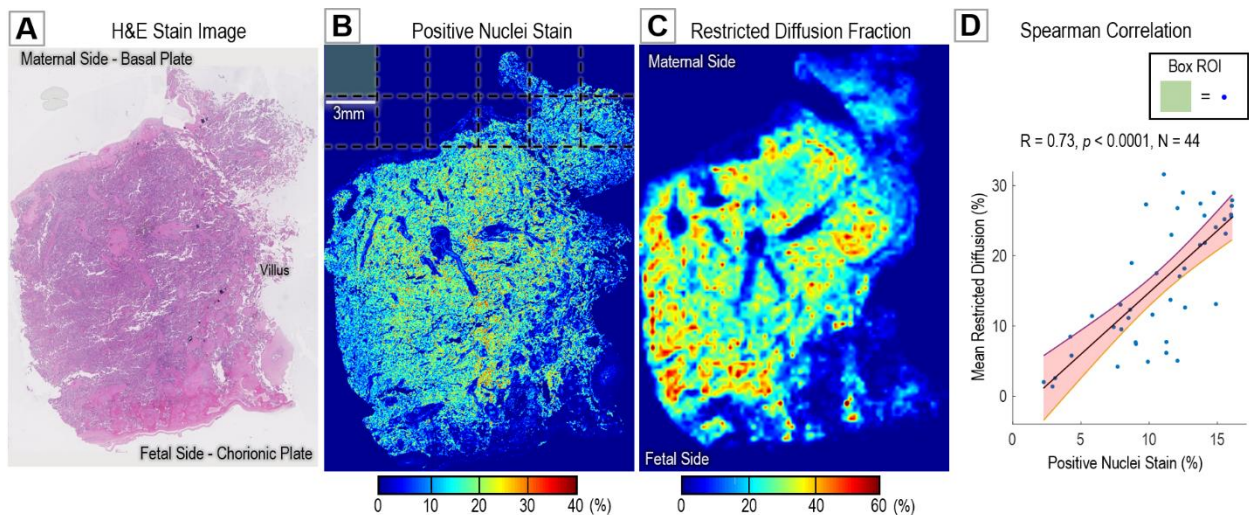 A
H&E Stain Image
Maternal Side - Basal Plate
Villus
Fetal Side - Chorionic Plate
B
Positive Nuclei Stain
3mm
0 10 20 30 40 (%)
C
Restricted Diffusion Fraction
Maternal Side
Fetal Side
0 20 40 60 (%)
D
Spearman Correlation
Box ROI
=
R = 0.73, p < 0.0001, N = 44
Mean Restricted Diffusion (%)
30
20
10
0
0 5 10 15
Positive Nuclei Stain (%)